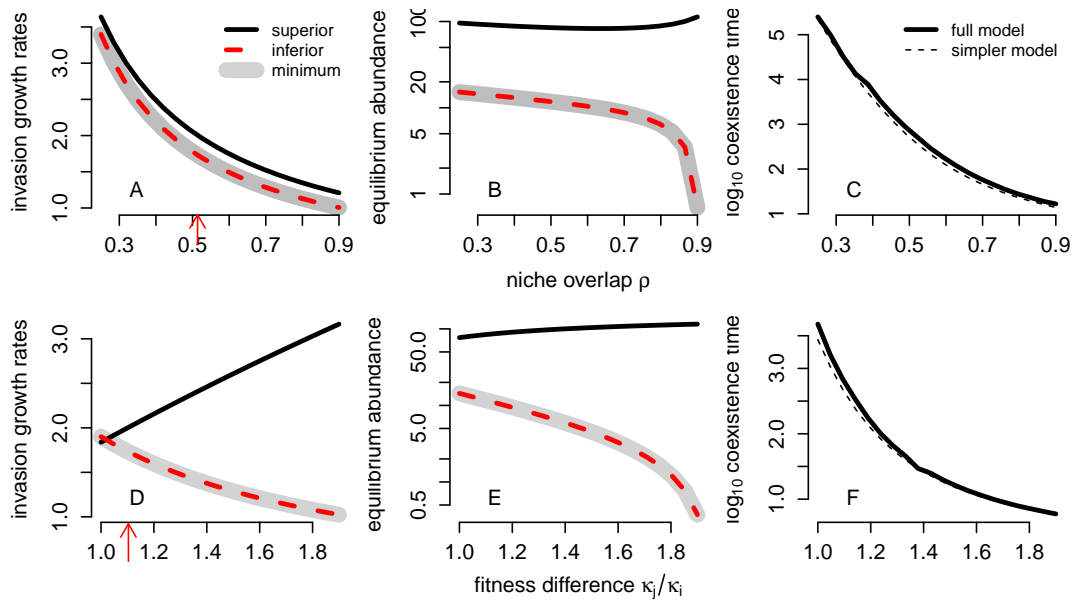 invasion growth rates
1.0 2.0 3.0
superior
inferior
minimum
A
0.3 0.5 0.7 0.9
equilibrium abundance
1 5 20 100
B
0.3 0.5 0.7 0.9
niche overlap ρ
log10 coexistence time
1 2 3 4 5
full model
simpler model
C
0.3 0.5 0.7 0.9
invasion growth rates
1.0 2.0 3.0
D
1.0 1.2 1.4 1.6 1.8
equilibrium abundance
0.5 5.0 50.0
E
1.0 1.2 1.4 1.6 1.8
fitness difference κj/κi
log10 coexistence time
1.0 2.0 3.0
F
1.0 1.2 1.4 1.6 1.8